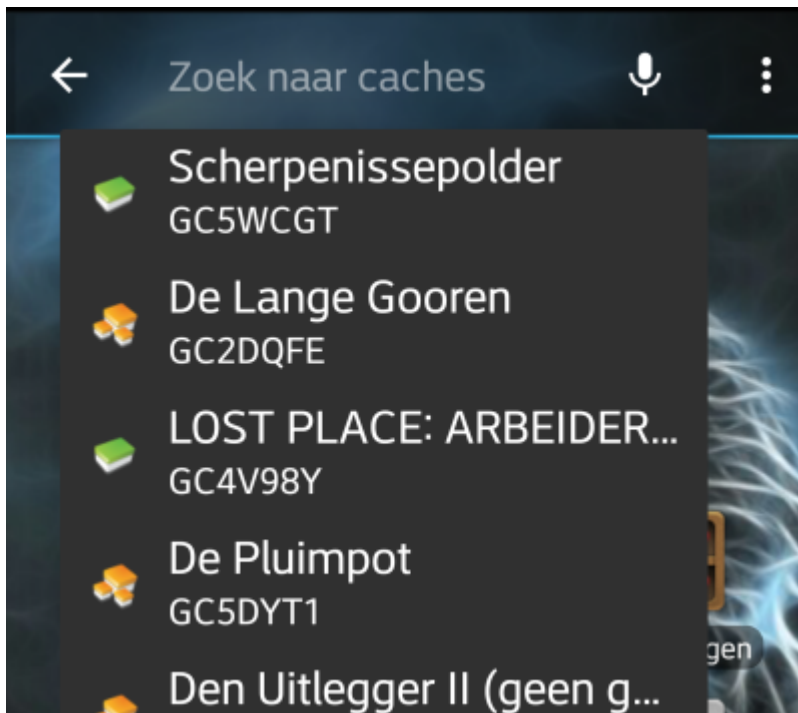 Zoek naar caches
Scherpenissepolder
GC5WCGT
De Lange Gooren
GC2DQFE
LOST PLACE: ARBEIDER...
GC4V98Y
De Pluimpot
GC5DYT1
gen
Den Uitlegger II (geen g...